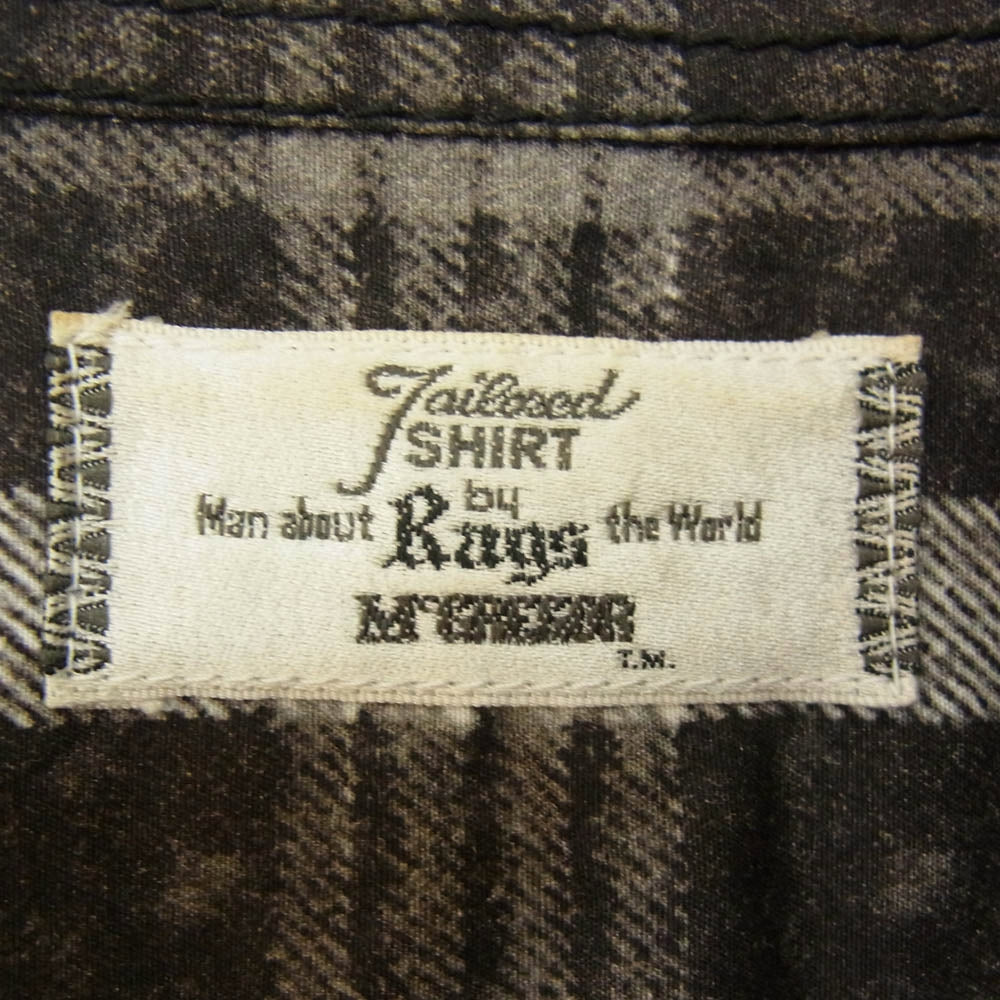 Tailored
SHIRT
by
Man about Rags the World
McGREGOR
T.M.